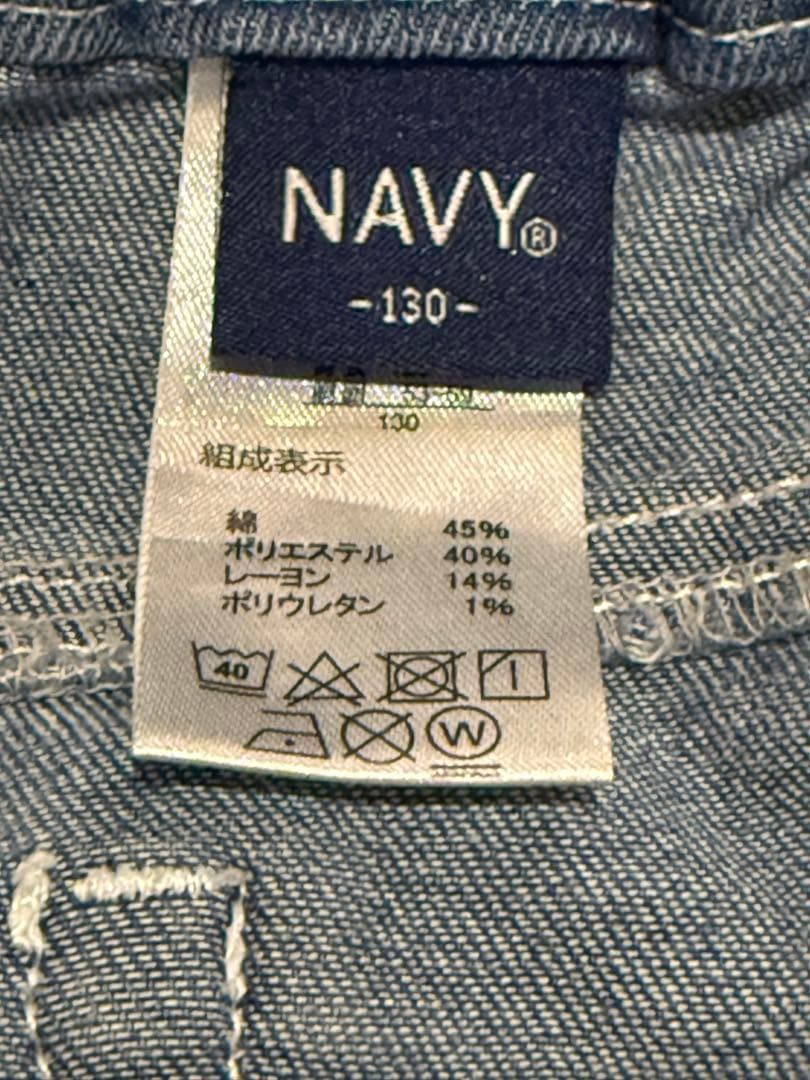 NAVY®
-130-
130
組成表示
綿 45%
ポリエステル 40%
レーヨン 14%
ポリウレタン 1%
40
W